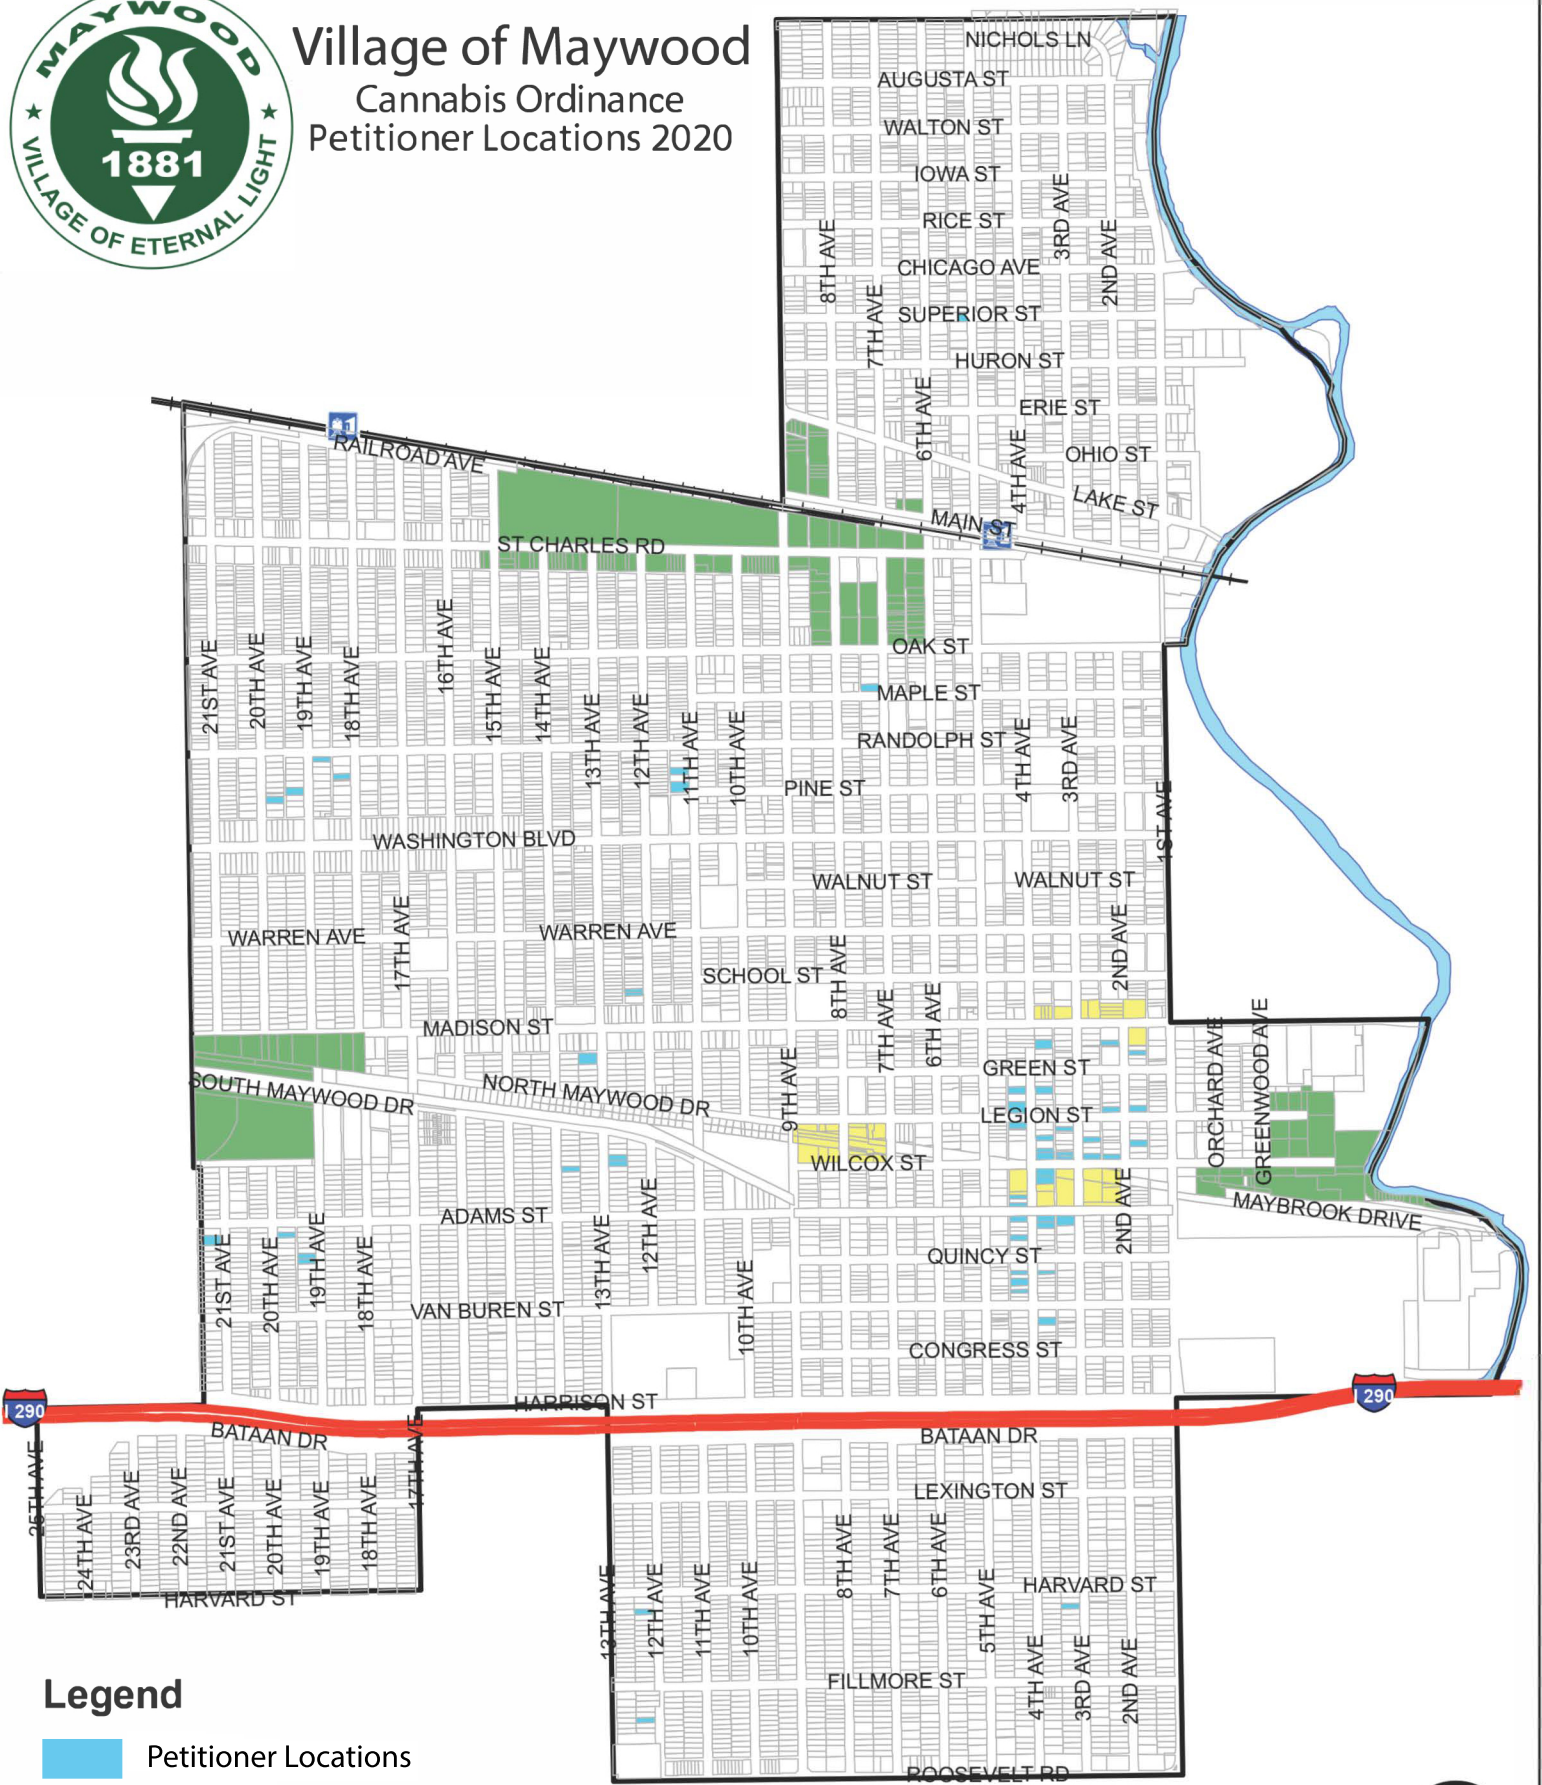 MAYWOOD
1881
VILLAGE OF ETERNAL LIGHT
Village of Maywood
Cannabis Ordinance
Petitioner Locations 2020
NICHOLS LN
AUGUSTA ST
WALTON ST
IOWA ST
3RD AVE
RICE ST
8TH AVE
2ND AVE
CHICAGO AVE
7TH AVE
SUPERIOR ST
HURON ST
6TH AVE
ERIE ST
4TH AVE
OHIO ST
RAILROAD AVE
LAKE ST
MAIN ST
ST CHARLES RD
OAK ST
21ST AVE
20TH AVE
19TH AVE
18TH AVE
16TH AVE
15TH AVE
14TH AVE
13TH AVE
12TH AVE
11TH AVE
10TH AVE
MAPLE ST
RANDOLPH ST
4TH AVE
3RD AVE
PINE ST
1ST AVE
WASHINGTON BLVD
WALNUT ST
WALNUT ST
17TH AVE
WARREN AVE
WARREN AVE
2ND AVE
SCHOOL ST
8TH AVE
7TH AVE
6TH AVE
MADISON ST
GREEN ST
ORCHARD AVE
GREENWOOD AVE
SOUTH MAYWOOD DR
NORTH MAYWOOD DR
9TH AVE
LEGION ST
WILCOX ST
2ND AVE
MAYBROOK DRIVE
ADAMS ST
12TH AVE
13TH AVE
21ST AVE
20TH AVE
19TH AVE
18TH AVE
QUINCY ST
10TH AVE
VAN BUREN ST
CONGRESS ST
I 290
HARRISON ST
I 290
BATAAN DR
BATAAN DR
17TH AVE
25TH AVE
24TH AVE
23RD AVE
22ND AVE
21ST AVE
20TH AVE
19TH AVE
18TH AVE
LEXINGTON ST
8TH AVE
7TH AVE
6TH AVE
5TH AVE
HARVARD ST
HARVARD ST
13TH AVE
12TH AVE
11TH AVE
10TH AVE
4TH AVE
3RD AVE
2ND AVE
FILLMORE ST
ROOSEVELT RD
Legend
Petitioner Locations